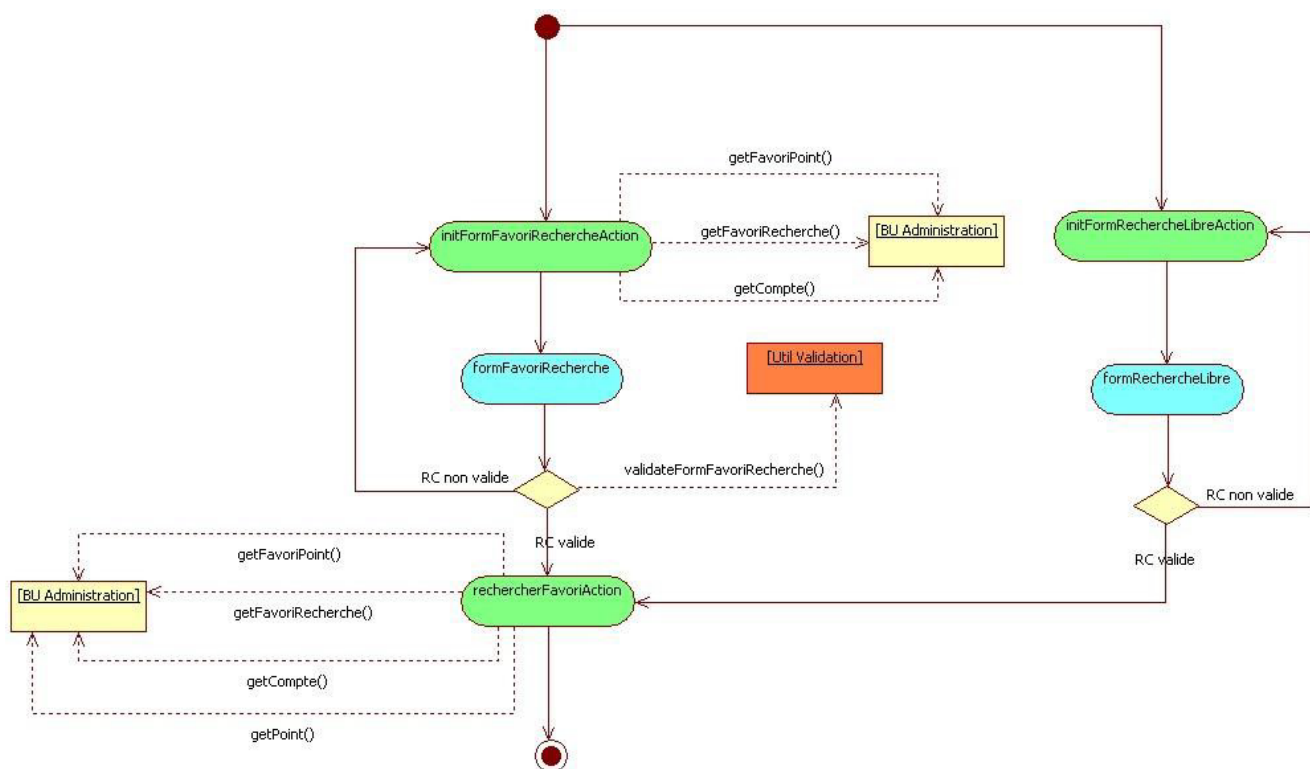 getFavoriPoint()
initFormFavoriRechercheAction
getFavoriRecherche()
[BU Administration]
initFormRechercheLibreAction
getCompte()
formFavoriRecherche
[Util Validation]
formRechercheLibre
RC non valide
validateFormFavoriRecherche()
RC non valide
RC valide
RC valide
getFavoriPoint()
[BU Administration]
rechercherFavoriAction
getFavoriRecherche()
getCompte()
getPoint()